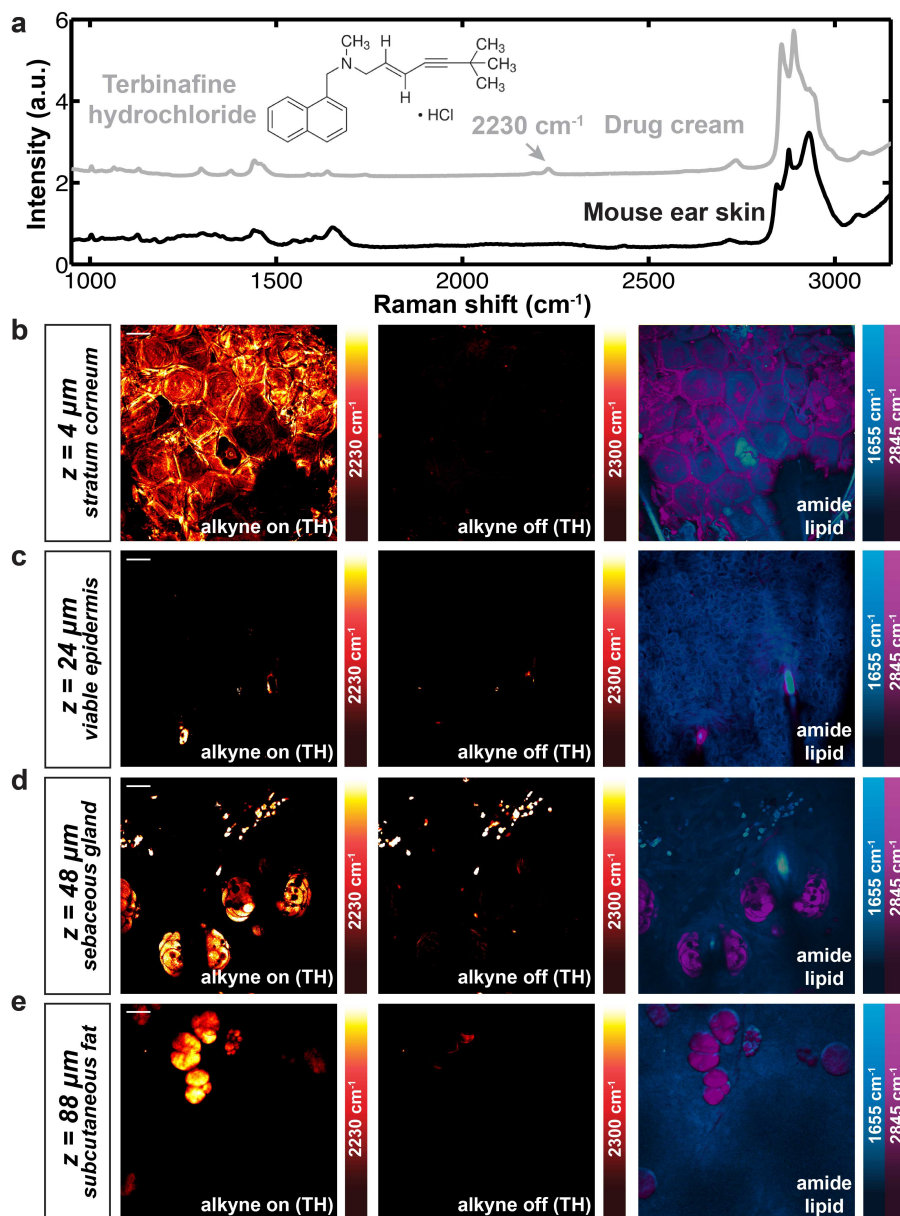 a
6
4
2
0
Intensity (a.u.)
Terbinafine
hydrochloride
CH₃
H
N
H
CH₃
CH₃
CH₃
• HCl
2230 cm⁻¹
Drug cream
Mouse ear skin
1000
1500
2000
2500
3000
Raman shift (cm⁻¹)
b
z = 4 µm
stratum corneum
alkyne on (TH)
2230 cm⁻¹
alkyne off (TH)
2300 cm⁻¹
amide
lipid
1655 cm⁻¹
2845 cm⁻¹
c
z = 24 µm
viable epidermis
alkyne on (TH)
2230 cm⁻¹
alkyne off (TH)
2300 cm⁻¹
amide
lipid
1655 cm⁻¹
2845 cm⁻¹
d
z = 48 µm
sebaceous gland
alkyne on (TH)
2230 cm⁻¹
alkyne off (TH)
2300 cm⁻¹
amide
lipid
1655 cm⁻¹
2845 cm⁻¹
e
z = 88 µm
subcutaneous fat
alkyne on (TH)
2230 cm⁻¹
alkyne off (TH)
2300 cm⁻¹
amide
lipid
1655 cm⁻¹
2845 cm⁻¹